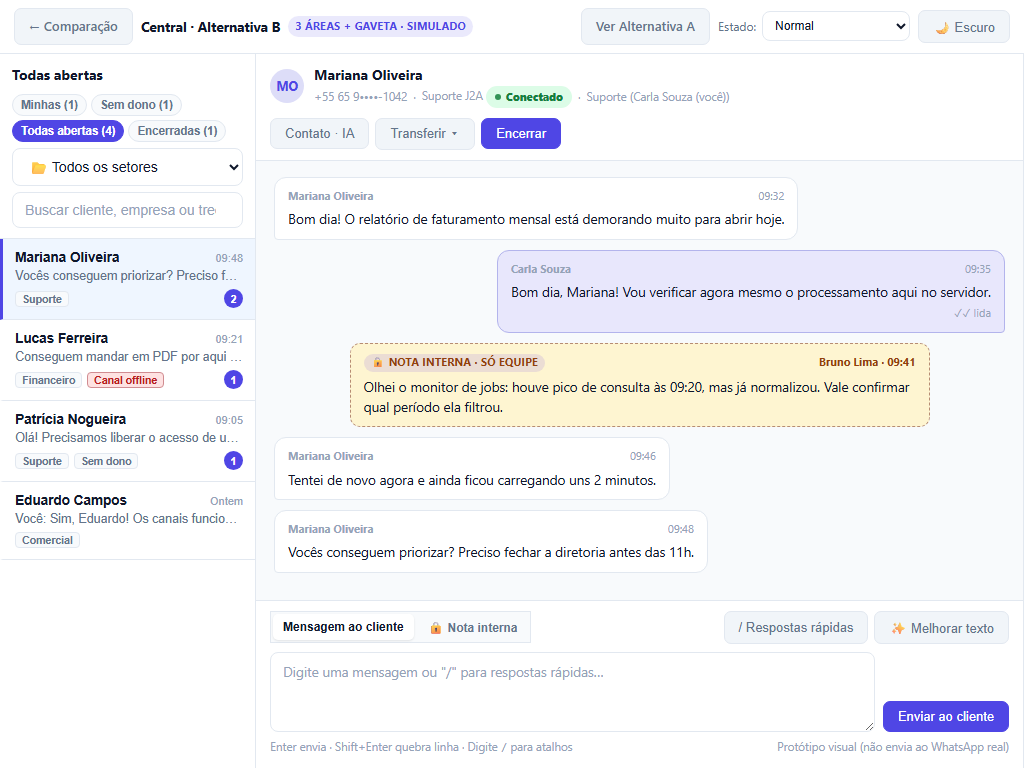 ← Comparação
Central · Alternativa B
3 ÁREAS + GAVETA · SIMULADO
Ver Alternativa A
Estado:
Normal
🌙 Escuro
Todas abertas
Minhas (1)
Sem dono (1)
Todas abertas (4)
Encerradas (1)
📁 Todos os setores
Buscar cliente, empresa ou tre
Mariana Oliveira
09:48
Vocês conseguem priorizar? Preciso f…
Suporte
2
Lucas Ferreira
09:21
Conseguem mandar em PDF por aqui …
Financeiro
Canal offline
1
Patrícia Nogueira
09:05
Olá! Precisamos liberar o acesso de u…
Suporte
Sem dono
1
Eduardo Campos
Ontem
Você: Sim, Eduardo! Os canais funcio…
Comercial
MO
Mariana Oliveira
+55 65 9••••-1042 · Suporte J2A ● Conectado · Suporte (Carla Souza (você))
Contato · IA
Transferir ▾
Encerrar
Mariana Oliveira
09:32
Bom dia! O relatório de faturamento mensal está demorando muito para abrir hoje.
Carla Souza
09:35
Bom dia, Mariana! Vou verificar agora mesmo o processamento aqui no servidor.
✓✓ lida
🔒 NOTA INTERNA · SÓ EQUIPE
Bruno Lima · 09:41
Olhei o monitor de jobs: houve pico de consulta às 09:20, mas já normalizou. Vale confirmar
qual período ela filtrou.
Mariana Oliveira
09:46
Tentei de novo agora e ainda ficou carregando uns 2 minutos.
Mariana Oliveira
09:48
Vocês conseguem priorizar? Preciso fechar a diretoria antes das 11h.
Mensagem ao cliente
🔒 Nota interna
/ Respostas rápidas
✨ Melhorar texto
Digite uma mensagem ou "/" para respostas rápidas...
Enviar ao cliente
Enter envia · Shift+Enter quebra linha · Digite / para atalhos
Protótipo visual (não envia ao WhatsApp real)